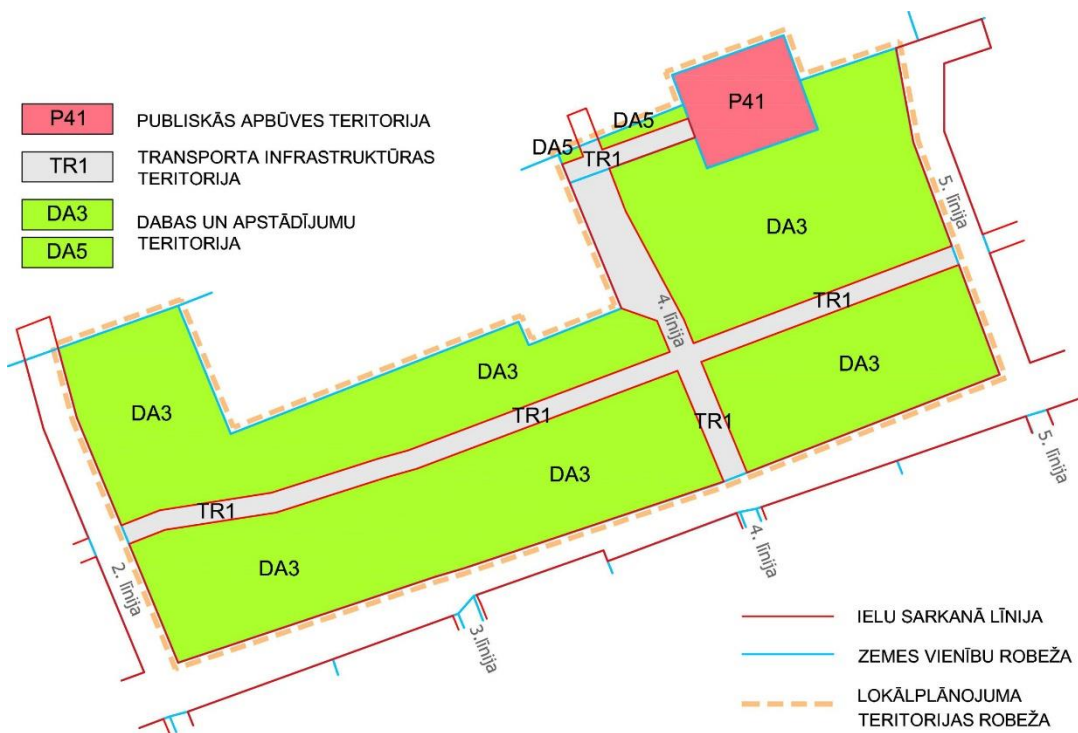 P41
PUBLISKĀS APBŪVES TERITORIJA
TR1
TRANSPORTA INFRASTRUKTŪRAS
TERITORIJA
DA3
DA5
DABAS UN APSTĀDĪJUMU
TERITORIJA
P41
DA5
DA5
TR1
DA3
5. līnija
TR1
4. līnija
DA3
DA3
DA3
TR1
TR1
DA3
TR1
DA3
2. līnija
3.līnija
4. līnija
5. līnija
IELU SARKANĀ LĪNIJA
ZEMES VIENĪBU ROBEŽA
LOKĀLPLĀNOJUMA
TERITORIJAS ROBEŽA